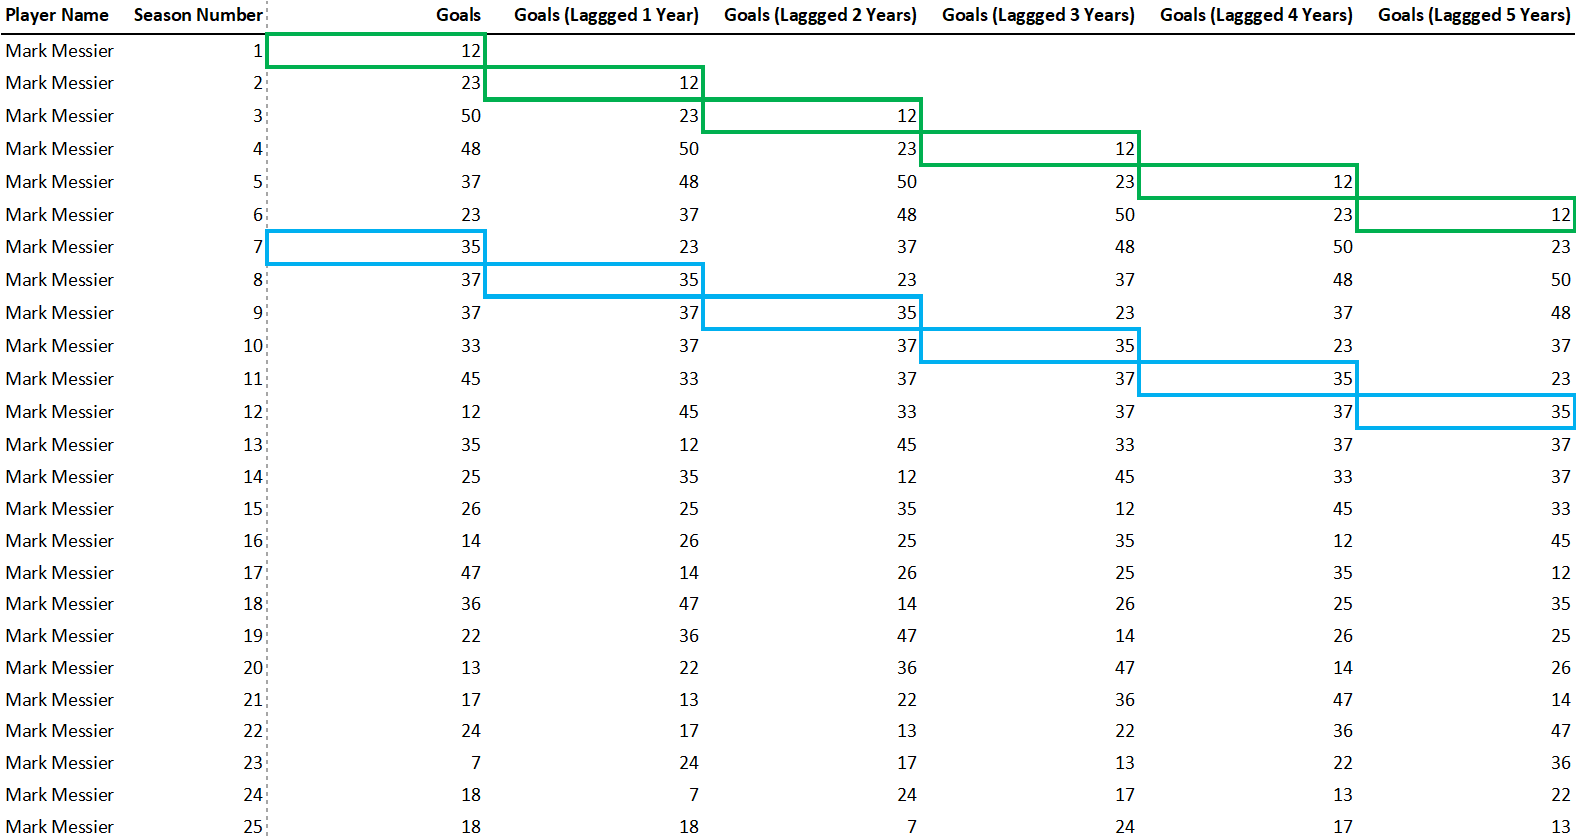 Player Name Season Number Goals Goals (Laggged 1 Year) Goals (Laggged 2 Years) Goals (Laggged 3 Years) Goals (Laggged 4 Years) Goals (Laggged 5 Years)
Mark Messier 1 12
Mark Messier 2 23 12
Mark Messier 3 50 23 12
Mark Messier 4 48 50 23 12
Mark Messier 5 37 48 50 23 12
Mark Messier 6 23 37 48 50 23 12
Mark Messier 7 35 23 37 48 50 23
Mark Messier 8 37 35 23 37 48 50
Mark Messier 9 37 37 35 23 37 48
Mark Messier 10 33 37 37 35 23 37
Mark Messier 11 45 33 37 37 35 23
Mark Messier 12 12 45 33 37 37 35
Mark Messier 13 35 12 45 33 37 37
Mark Messier 14 25 35 12 45 33 37
Mark Messier 15 26 25 35 12 45 33
Mark Messier 16 14 26 25 35 12 45
Mark Messier 17 47 14 26 25 35 12
Mark Messier 18 36 47 14 26 25 35
Mark Messier 19 22 36 47 14 26 25
Mark Messier 20 13 22 36 47 14 26
Mark Messier 21 17 13 22 36 47 14
Mark Messier 22 24 17 13 22 36 47
Mark Messier 23 7 24 17 13 22 36
Mark Messier 24 18 7 24 17 13 22
Mark Messier 25 18 18 7 24 17 13